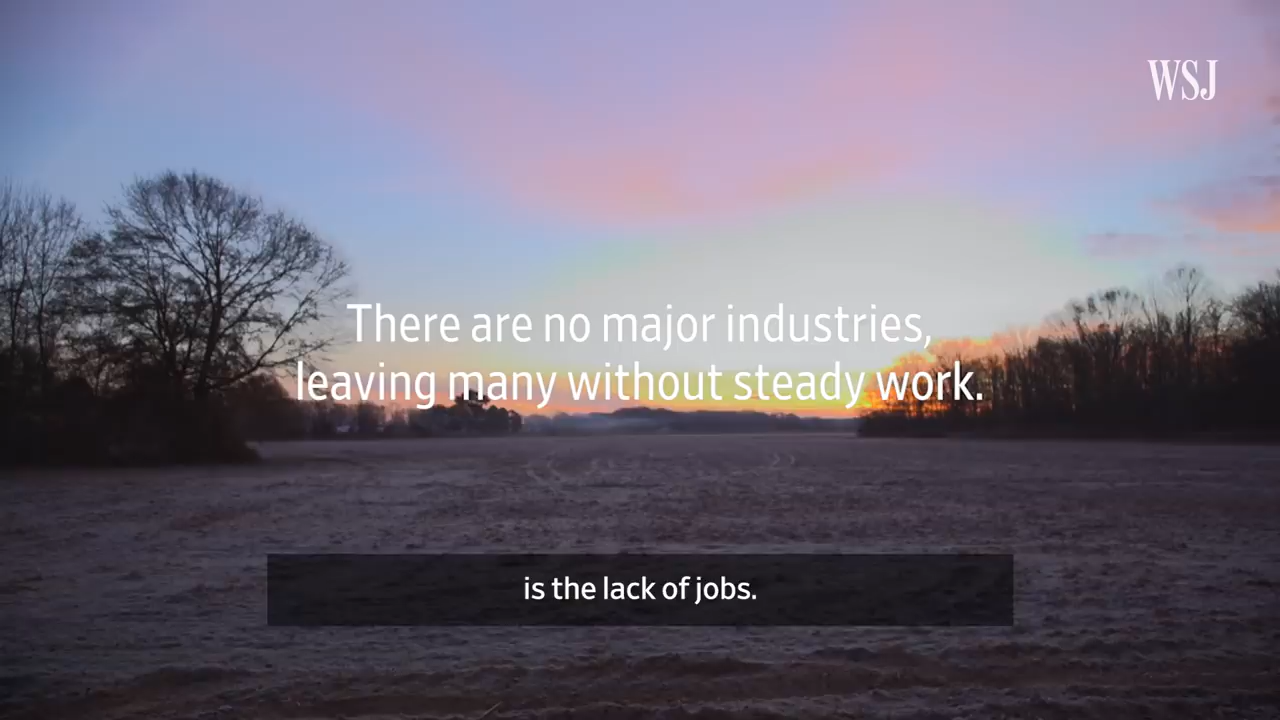 WSJ
There are no major industries,
leaving many without steady work.
is the lack of jobs.